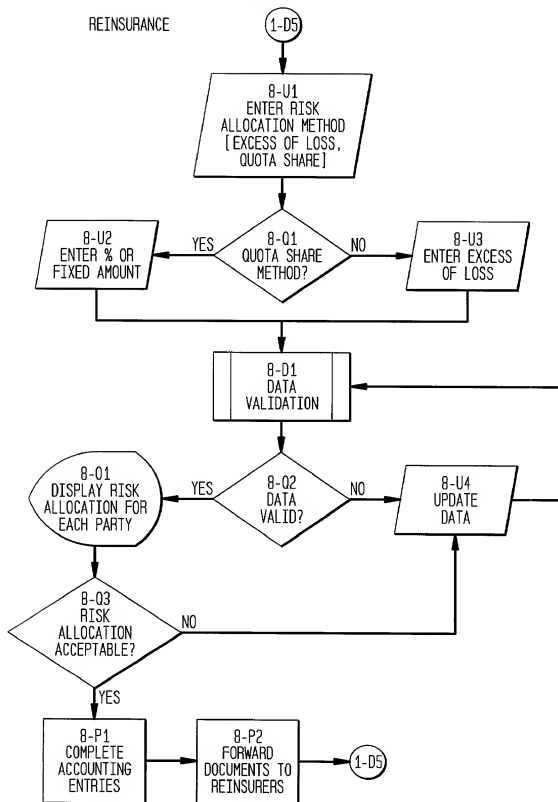 REINSURANCE
1-D5
8-U1
ENTER RISK
ALLOCATION METHOD
[EXCESS OF LOSS,
QUOTA SHARE]
8-U2
ENTER % OR
FIXED AMOUNT
YES
8-Q1
QUOTA SHARE
METHOD?
NO
8-U3
ENTER EXCESS
OF LOSS
8-D1
DATA
VALIDATION
8-Q1
DISPLAY RISK
ALLOCATION FOR
EACH PARTY
YES
8-Q2
DATA
VALID?
NO
8-U4
UPDATE
DATA
8-Q3
RISK
ALLOCATION
ACCEPTABLE?
NO
YES
8-P1
COMPLETE
ACCOUNTING
ENTRIES
8-P2
FORWARD
DOCUMENTS TO
REINSURERS
1-D5